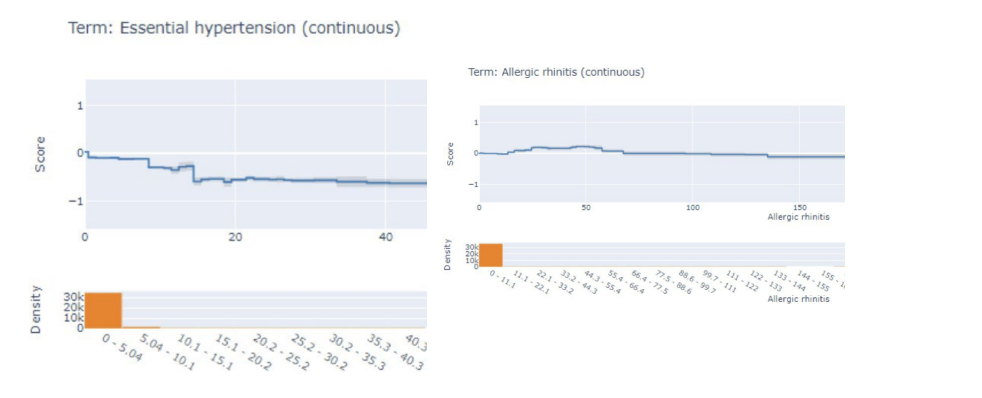 Term: Essential hypertension (continuous)
1
0
−1
Score
0
20
40
30k
20k
10k
0
Density
0 - 5.04
5.04 - 10.1
10.1 - 15.1
15.1 - 20.2
20.2 - 25.2
25.2 - 30.2
30.2 - 35.3
35.3 - 40.3
40.3
Term: Allergic rhinitis (continuous)
1
0
−1
Score
0
50
100
150
Allergic rhinitis
30k
20k
10k
0
Density
0 - 11.1
11.1 - 22.1
22.1 - 33.2
33.2 - 44.3
44.3 - 55.4
55.4 - 66.4
66.4 - 77.5
77.5 - 88.6
88.6 - 99.7
99.7 - 111
111 - 122
122 - 133
133 - 144
144 - 155
155 -
Allergic rhinitis